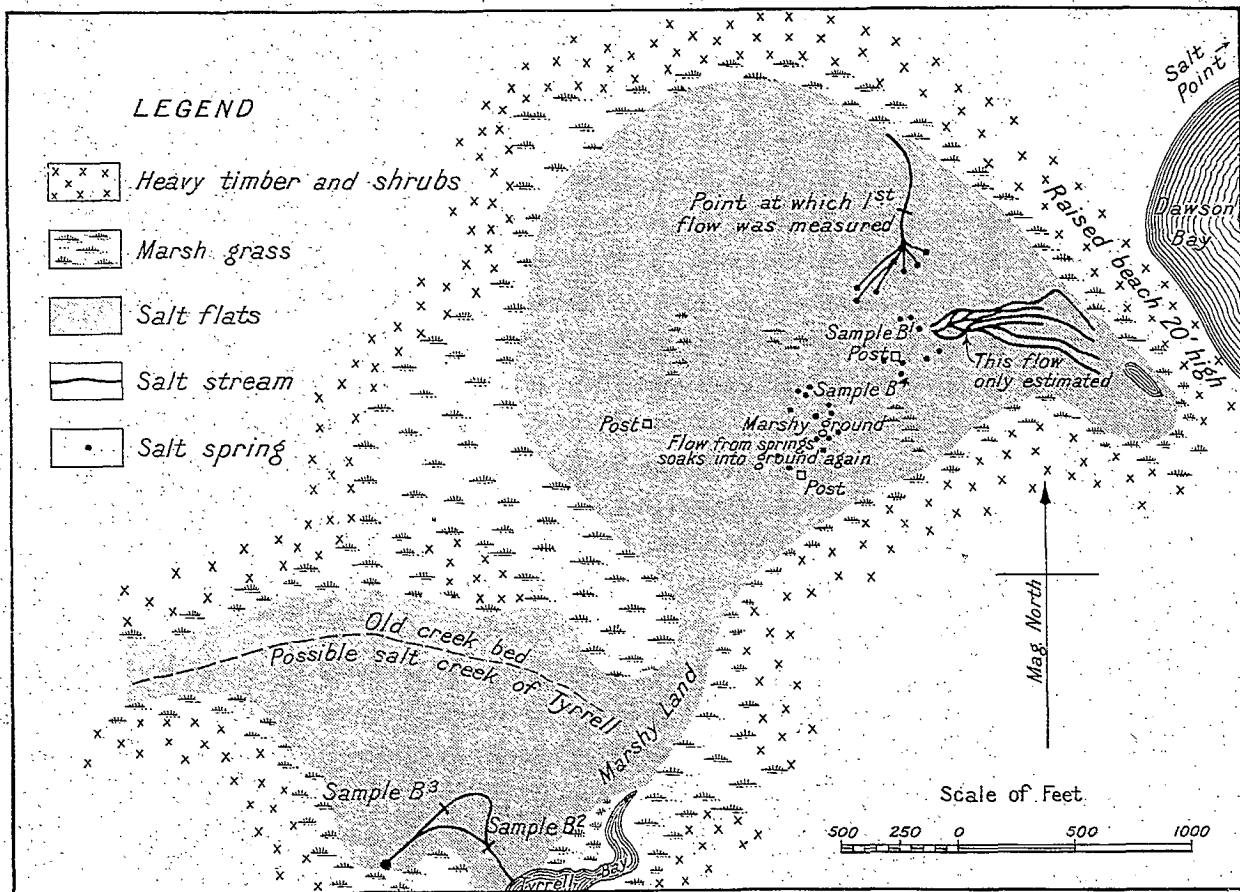 LEGEND
Heavy timber and shrubs
Marsh grass
Salt flats
Salt stream
Salt spring
Salt
Point
Dawson
Bay
Raised beach 20' high
Point at which 1st
flow was measured
Sample B1
Post
This flow
only estimated
Sample B4
Post
Marshy ground
Flow from springs
soaks into ground again
Post
Mag. North
Old creek bed
Possible salt creek of Tyrrell
Marshy Land
Sample B3
Sample B2
Tyrrell Bay
Scale of Feet
500 250 0 500 1000